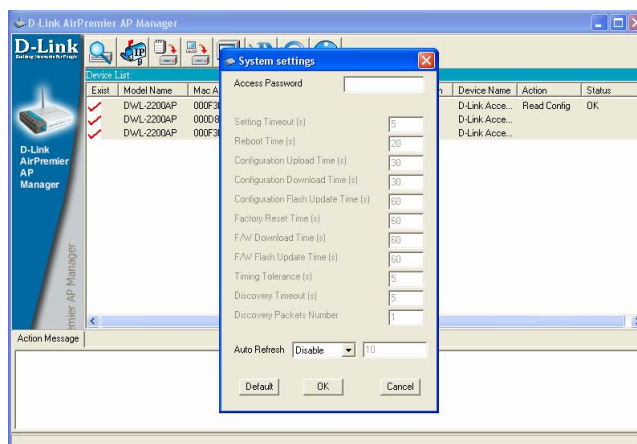 D-Link AirPremier AP Manager
D-Link
Building Networks for People
Device List:
Exist Model Name Mac A Device Name Action Status
DWL-2200AP 000F3 D-Link Acce... Read Config OK
DWL-2200AP 000D8 D-Link Acce...
DWL-2200AP 000F3 D-Link Acce...
D-Link
AirPremier
AP
Manager
emier AP Manager
System settings
Access Password
Setting Timeout (s) 5
Reboot Time (s) 20
Configuration Upload Time (s) 30
Configuration Download Time (s) 30
Configuration Flash Update Time (s) 60
Factory Reset Time (s) 60
F/W Download Time (s) 60
F/W Flash Update Time (s) 60
Timing Tolerance (s) 5
Discovery Timeout (s) 5
Discovery Packets Number 1
Auto Refresh Disable 10
Default OK Cancel
Action Message